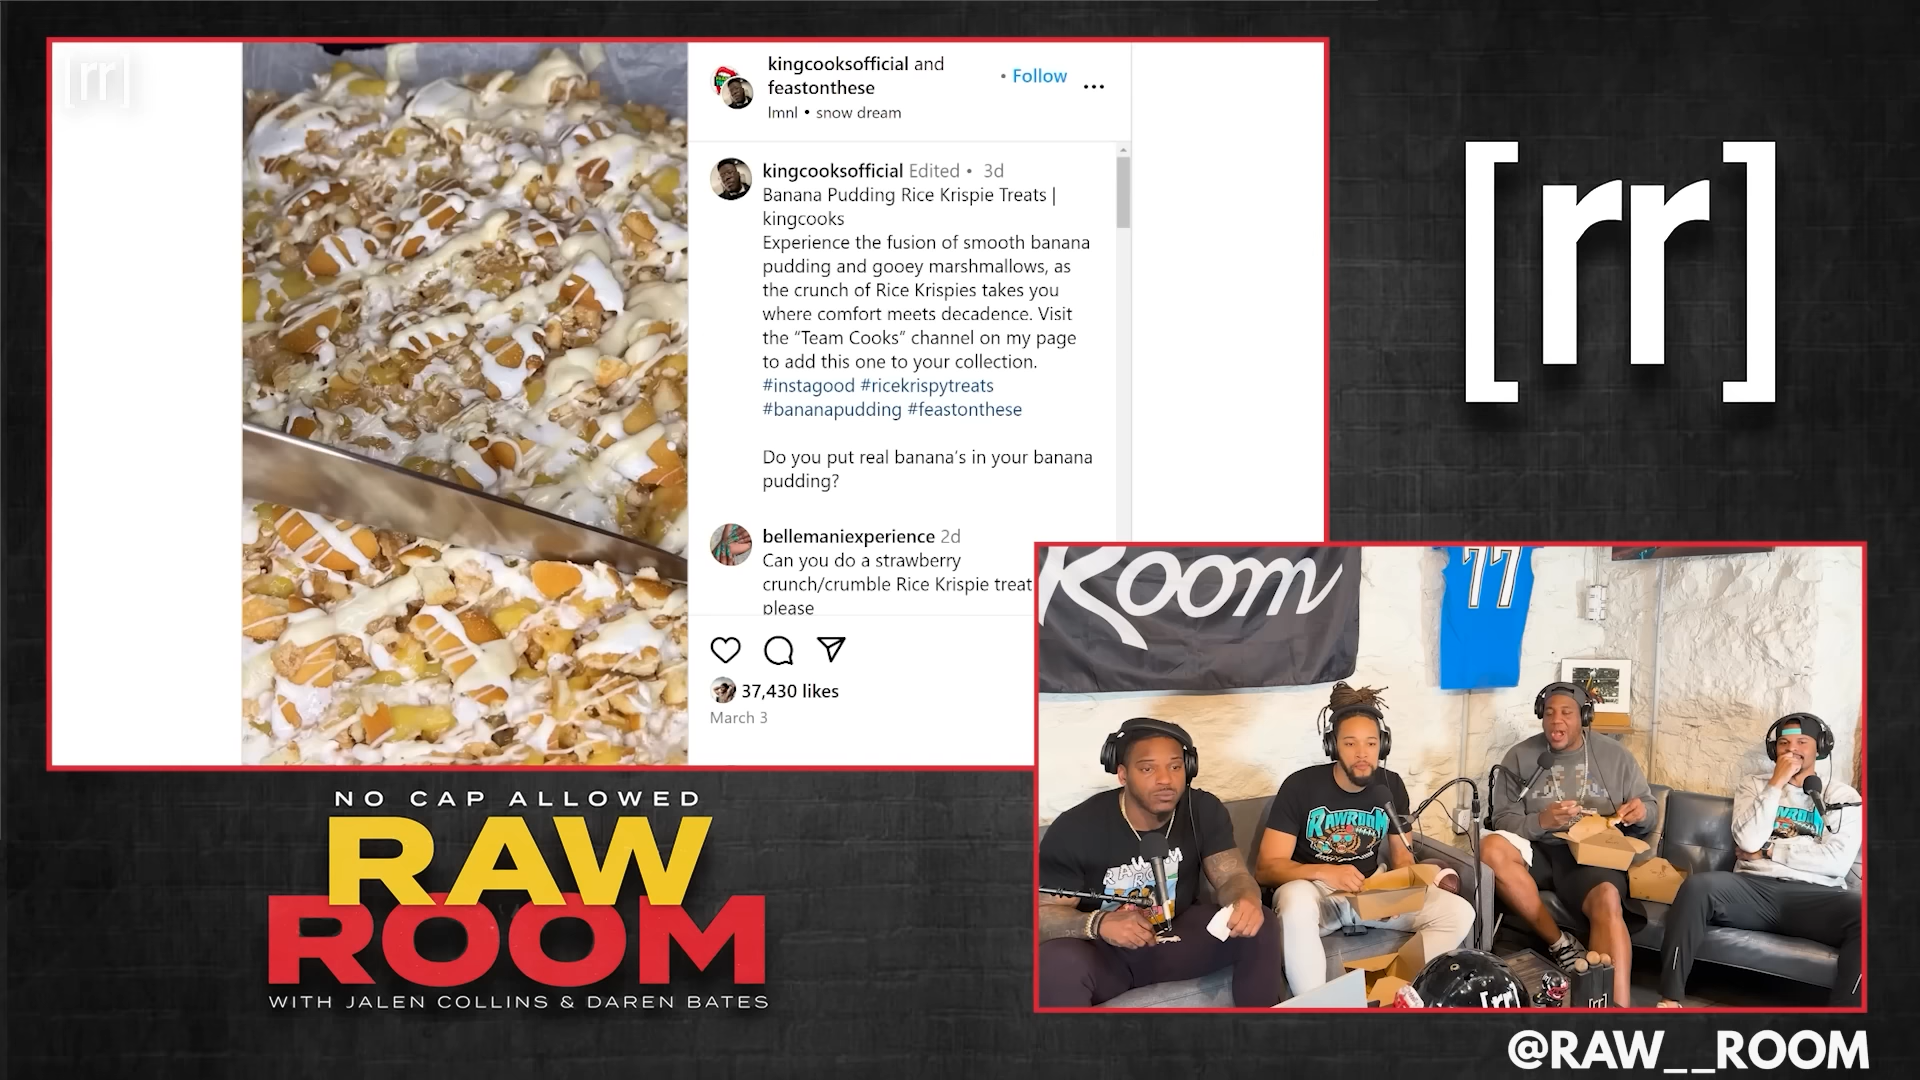 [rr]
kingcooksofficial and
feastonthese
lmnl • snow dream
• Follow
kingcooksofficial Edited • 3d
Banana Pudding Rice Krispie Treats |
kingcooks
Experience the fusion of smooth banana
pudding and gooey marshmallows, as
the crunch of Rice Krispies takes you
where comfort meets decadence. Visit
the “Team Cooks” channel on my page
to add this one to your collection.
#instagood #ricekrispytreats
#bananapudding #feastonthese
Do you put real banana’s in your banana
pudding?
bellemaniexperience 2d
Can you do a strawberry
crunch/crumble Rice Krispie treat
please
37,430 likes
March 3
[rr]
Room
77
RAWROOM
[rr]
NO CAP ALLOWED
RAW
ROOM
WITH JALEN COLLINS & DAREN BATES
@RAW__ROOM